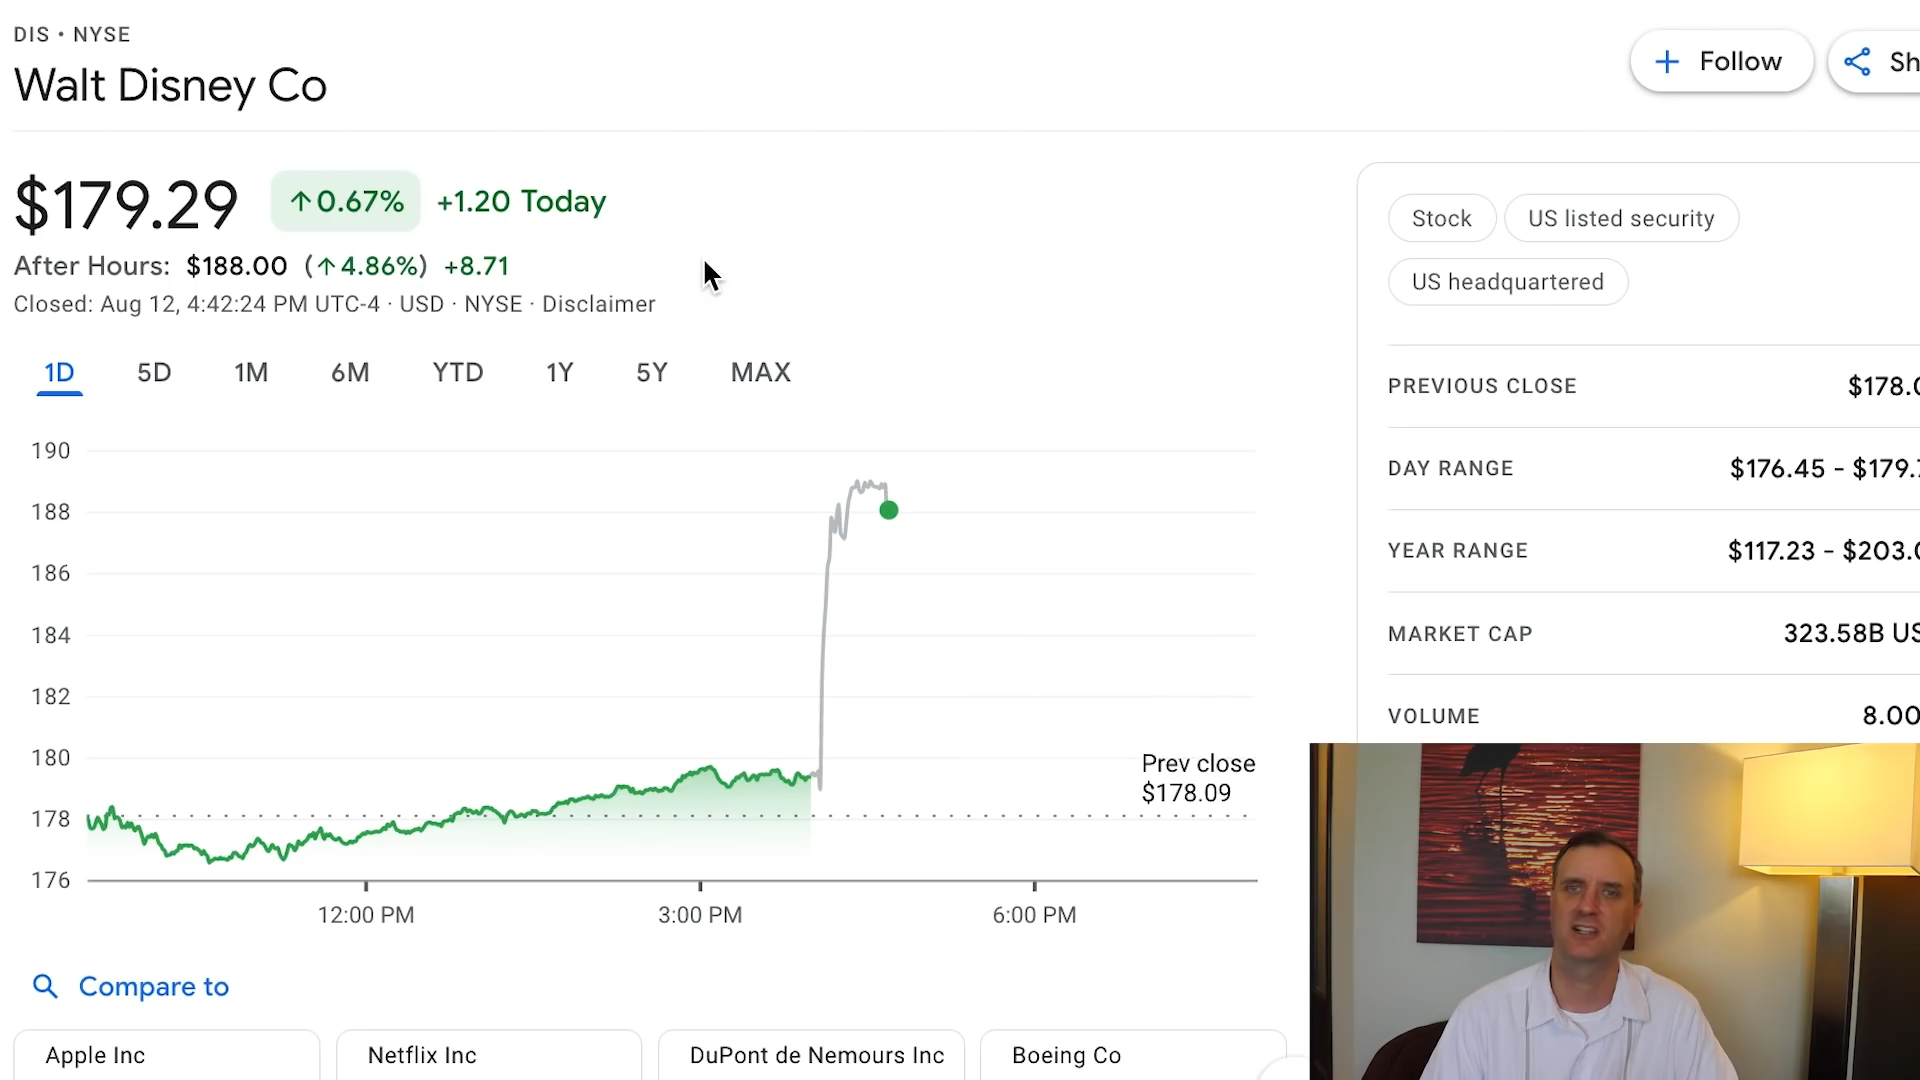 DIS • NYSE
Walt Disney Co
+ Follow
Sh
$179.29 ↑0.67% +1.20 Today
After Hours: $188.00 (↑4.86%) +8.71
Closed: Aug 12, 4:42:24 PM UTC-4 · USD · NYSE · Disclaimer
1D 5D 1M 6M YTD 1Y 5Y MAX
190
188
186
184
182
180
178
176
Prev close
$178.09
12:00 PM 3:00 PM 6:00 PM
Compare to
Apple Inc
Netflix Inc
DuPont de Nemours Inc
Boeing Co
Stock
US listed security
US headquartered
PREVIOUS CLOSE $178.0
DAY RANGE $176.45 - $179.
YEAR RANGE $117.23 - $203.0
MARKET CAP 323.58B US
VOLUME 8.00